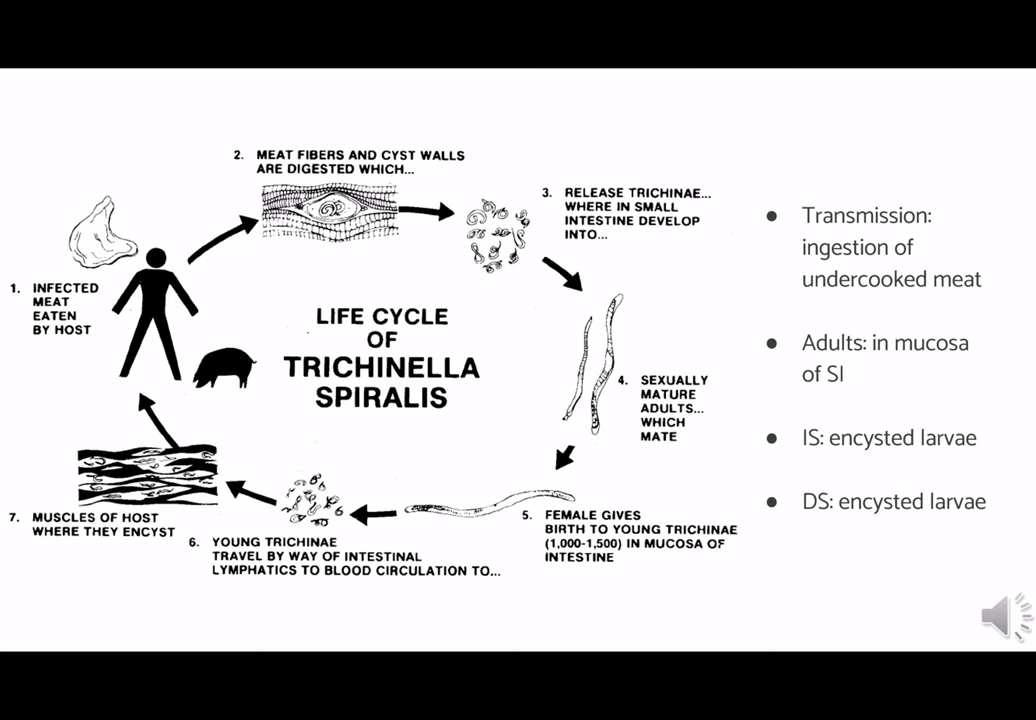 LIFE CYCLE
OF
TRICHINELLA
SPIRALIS
1. INFECTED
MEAT
EATEN
BY HOST
2. MEAT FIBERS AND CYST WALLS
ARE DIGESTED WHICH...
3. RELEASE TRICHINAE...
WHERE IN SMALL
INTESTINE DEVELOP
INTO...
4. SEXUALLY
MATURE
ADULTS...
WHICH
MATE
5. FEMALE GIVES
BIRTH TO YOUNG TRICHINAE
(1,000-1,500) IN MUCOSA OF
INTESTINE
6. YOUNG TRICHINAE
TRAVEL BY WAY OF INTESTINAL
LYMPHATICS TO BLOOD CIRCULATION TO...
7. MUSCLES OF HOST
WHERE THEY ENCYST
● Transmission:
ingestion of
undercooked meat
● Adults: in mucosa
of SI
● IS: encysted larvae
● DS: encysted larvae